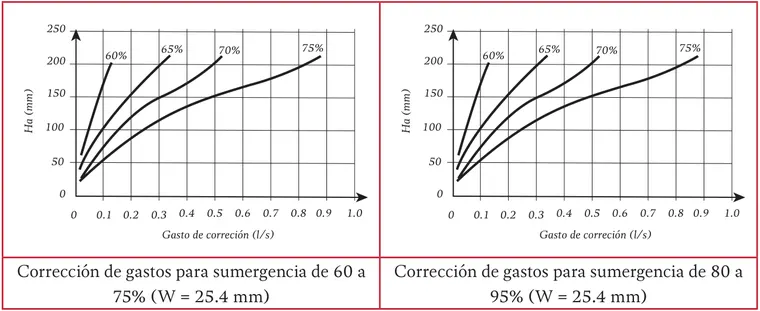 250
200
150
100
50
0
Ha (mm)
60%
65%
70%
75%
0 0.1 0.2 0.3 0.4 0.5 0.6 0.7 0.8 0.9 1.0
Gasto de correción (l/s)
250
200
150
100
50
0
Ha (mm)
60%
65%
70%
75%
0 0.1 0.2 0.3 0.4 0.5 0.6 0.7 0.8 0.9 1.0
Gasto de correción (l/s)
Corrección de gastos para sumergencia de 60 a
75% (W = 25.4 mm)
Corrección de gastos para sumergencia de 80 a
95% (W = 25.4 mm)